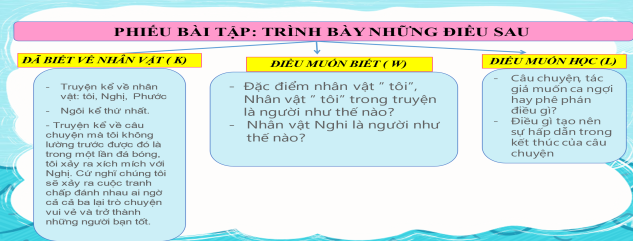 PHIẾU BÀI TẬP: TRÌNH BÀY NHỮNG ĐIỀU SAU
ĐÃ BIẾT VỀ NHÂN VẬT ( K)
- Truyện kể về nhân
vật: tôi, Nghị, Phước
- Ngôi kể thứ nhất.
- Truyện kể về câu
chuyện mà tôi không
lường trước được đó là
trong một lần đá bóng,
tôi xảy ra xích mích với
Nghị. Cứ nghĩ chúng tôi
sẽ xảy ra cuộc tranh
chấp đánh nhau ai ngờ
cả cả ba lại trò chuyện
vui vẻ và trở thành
những người bạn tốt.
ĐIỀU MUỐN BIẾT ( W)
- Đặc điểm nhân vật “ tôi”,
Nhân vật “ tôi” trong truyện
là người như thế nào?
- Nhân vật Nghi là người như
thế nào?
ĐIỀU MUỐN HỌC (L)
- Câu chuyện, tác
giả muốn ca ngợi
hay phê phán
điều gì?
- Điều gì tạo nên
sự hấp dẫn trong
kết thúc của câu
chuyện